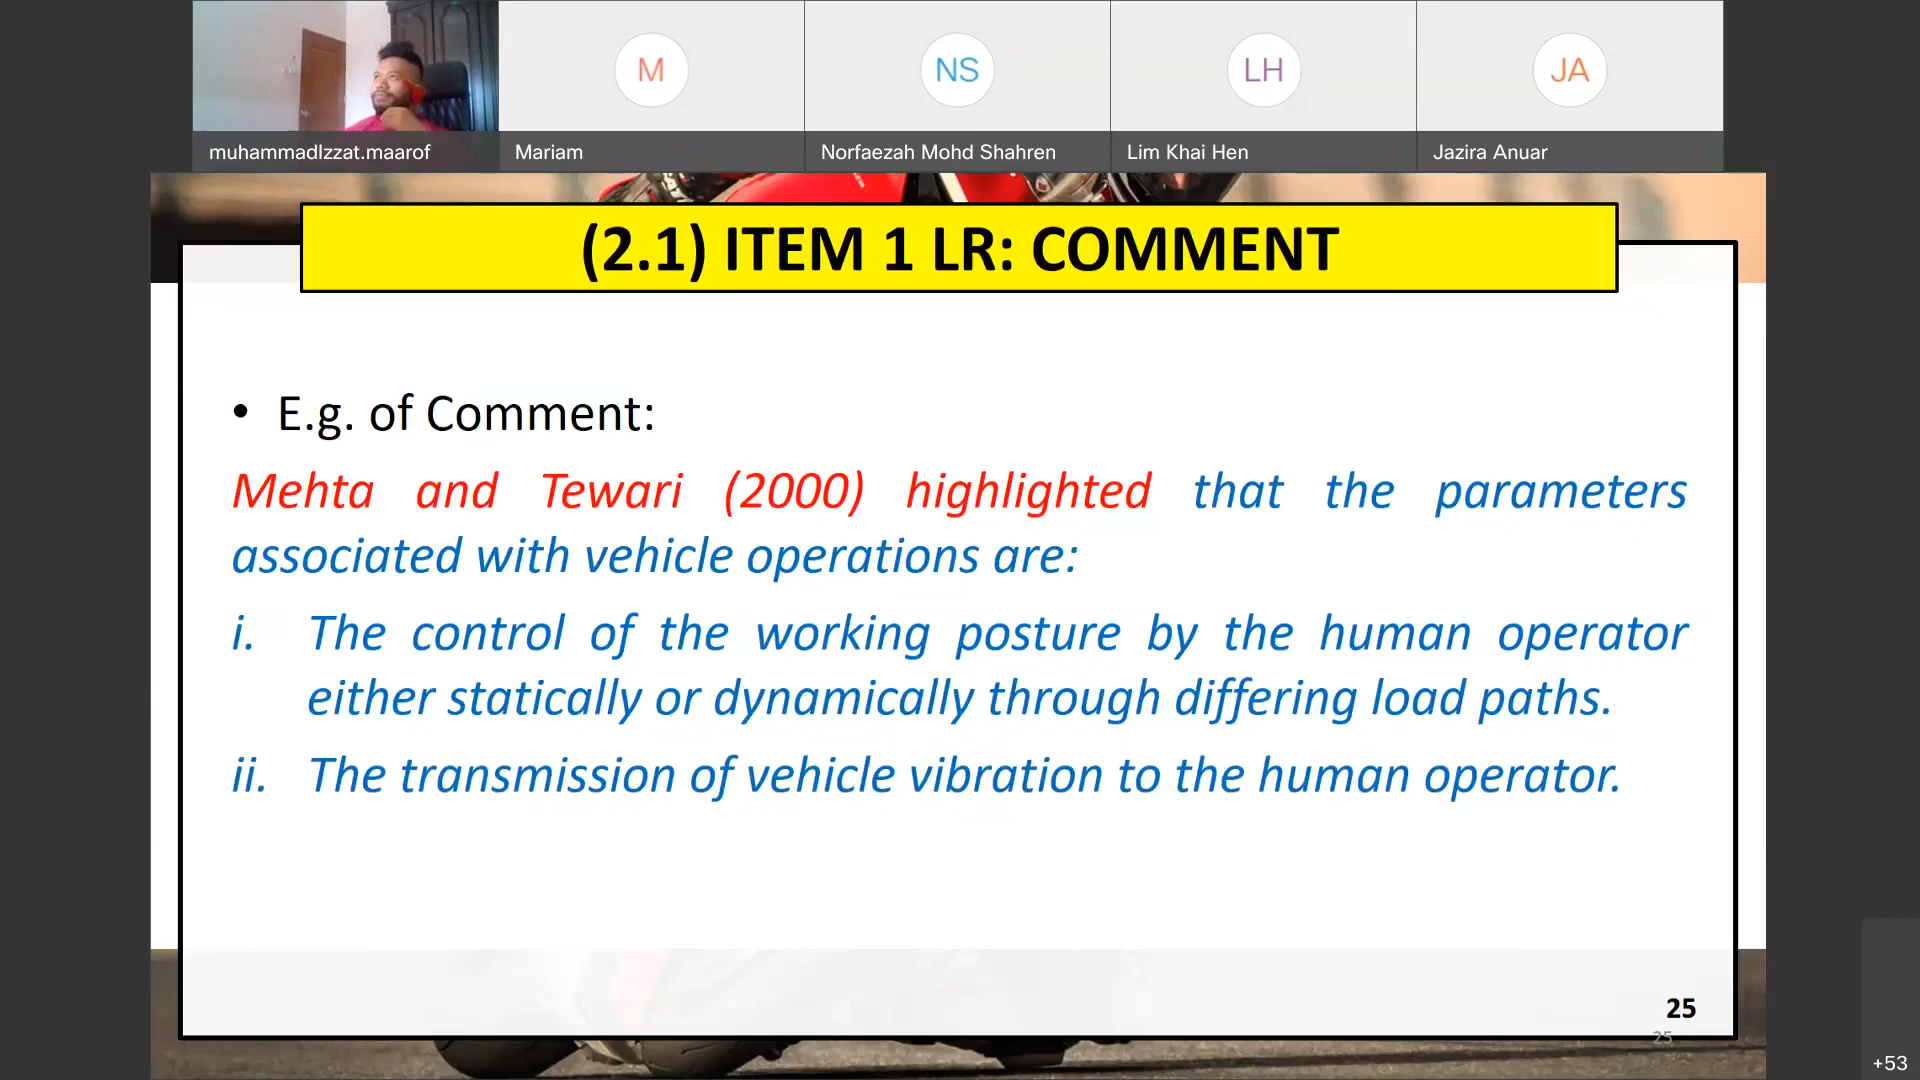 M
NS
LH
JA
muhammadIzzat.maarof
Mariam
Norfaezah Mohd Shahren
Lim Khai Hen
Jazira Anuar
(2.1) ITEM 1 LR: COMMENT
• E.g. of Comment:
Mehta and Tewari (2000) highlighted that the parameters
associated with vehicle operations are:
i. The control of the working posture by the human operator
either statically or dynamically through differing load paths.
ii. The transmission of vehicle vibration to the human operator.
25
25
+53